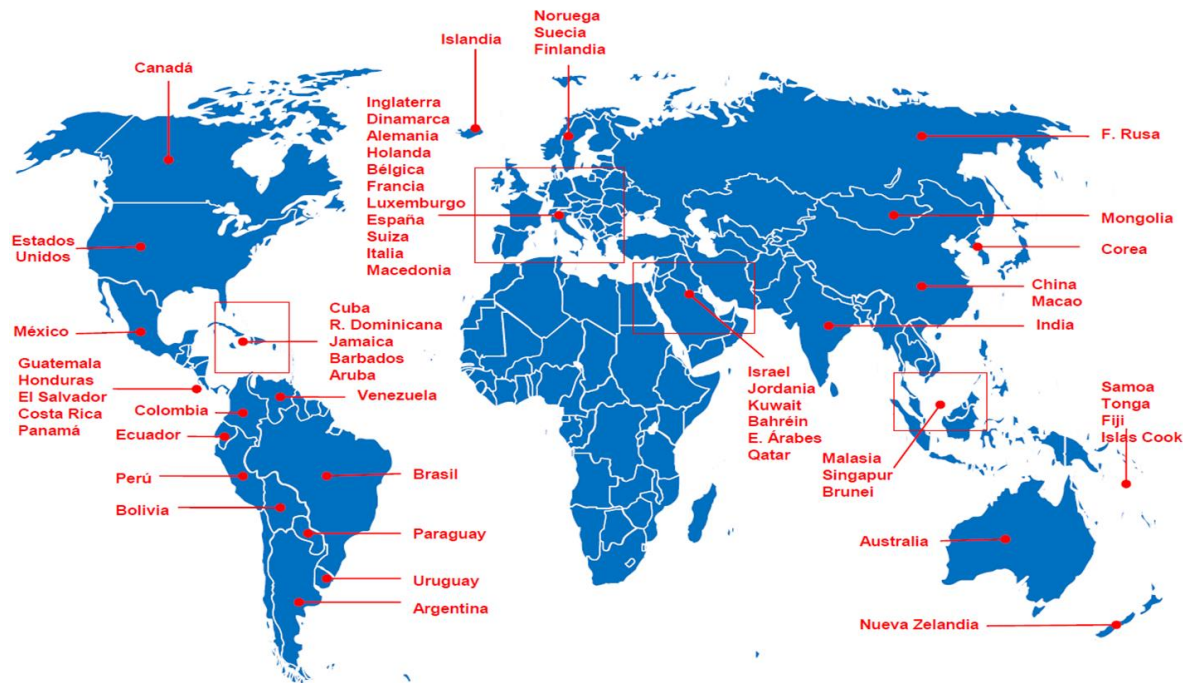 Noruega
Suecia
Finlandia
Islandia
Canadá
Inglaterra
Dinamarca
Alemania
Holanda
Bélgica
Francia
Luxemburgo
España
Suiza
Italia
Macedonia
F. Rusa
Mongolia
Corea
Estados
Unidos
China
Macao
India
México
Cuba
R. Dominicana
Jamaica
Barbados
Aruba
Guatemala
Honduras
El Salvador
Costa Rica
Panamá
Venezuela
Colombia
Ecuador
Perú
Bolivia
Brasil
Paraguay
Uruguay
Argentina
Israel
Jordania
Kuwait
Bahréin
E. Árabes
Qatar
Malasia
Singapur
Brunei
Samoa
Tonga
Fiji
Islas Cook
Australia
Nueva Zelandia